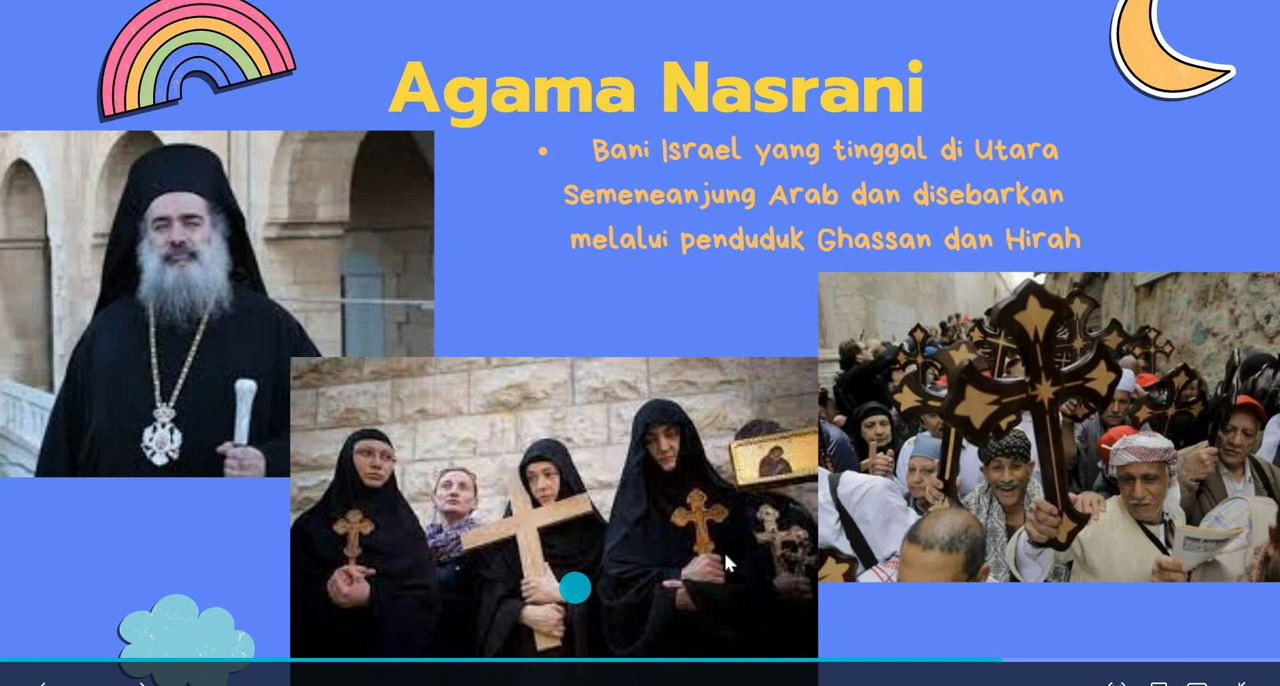 Agama Nasrani
• Bani Israel yang tinggal di Utara
Semeneanjung Arab dan disebarkan
melalui penduduk Ghassan dan Hirah